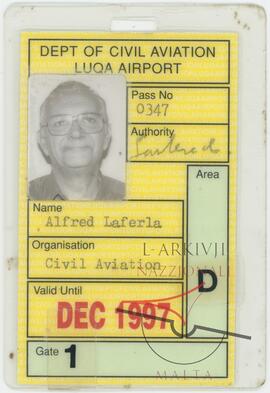 DEPT OF CIVIL AVIATION
LUQA AIRPORT
Pass No
0347
Authority
Area
D
Name
Alfred Laferla
Organisation
Civil Aviation
Valid Until
DEC 1997
Gate 1
L-ARKIVJI
NAZZJONALI
MALTA